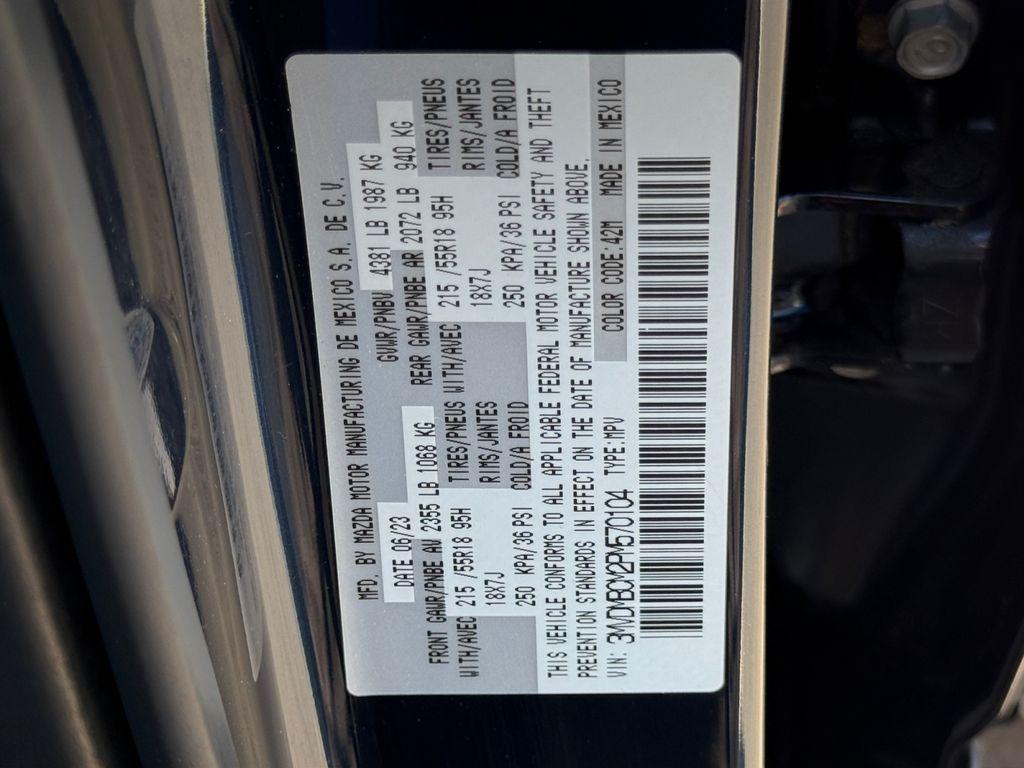 MFD. BY MAZDA MOTOR MANUFACTURING DE MEXICO S.A. DE C.V.
DATE 06/23 GVWR/PNBV 4381 LB 1987 KG
FRONT GAWR/PNBE AV 2355 LB 1068 KG REAR GAWR/PNBE AR 2072 LB 940 KG
WITH/AVEC 215 /55R18 95H TIRES/PNEUS WITH/AVEC 215 /55R18 95H TIRES/PNEUS
18X7J RIMS/JANTES 18X7J RIMS/JANTES
250 KPA/36 PSI COLD/A FROID 250 KPA/36 PSI COLD/A FROID
THIS VEHICLE CONFORMS TO ALL APPLICABLE FEDERAL MOTOR VEHICLE SAFETY AND THEFT
PREVENTION STANDARDS IN EFFECT ON THE DATE OF MANUFACTURE SHOWN ABOVE.
VIN: 3MVDMBCM2PM570104 TYPE:MPV COLOR CODE:42M MADE IN MEXICO